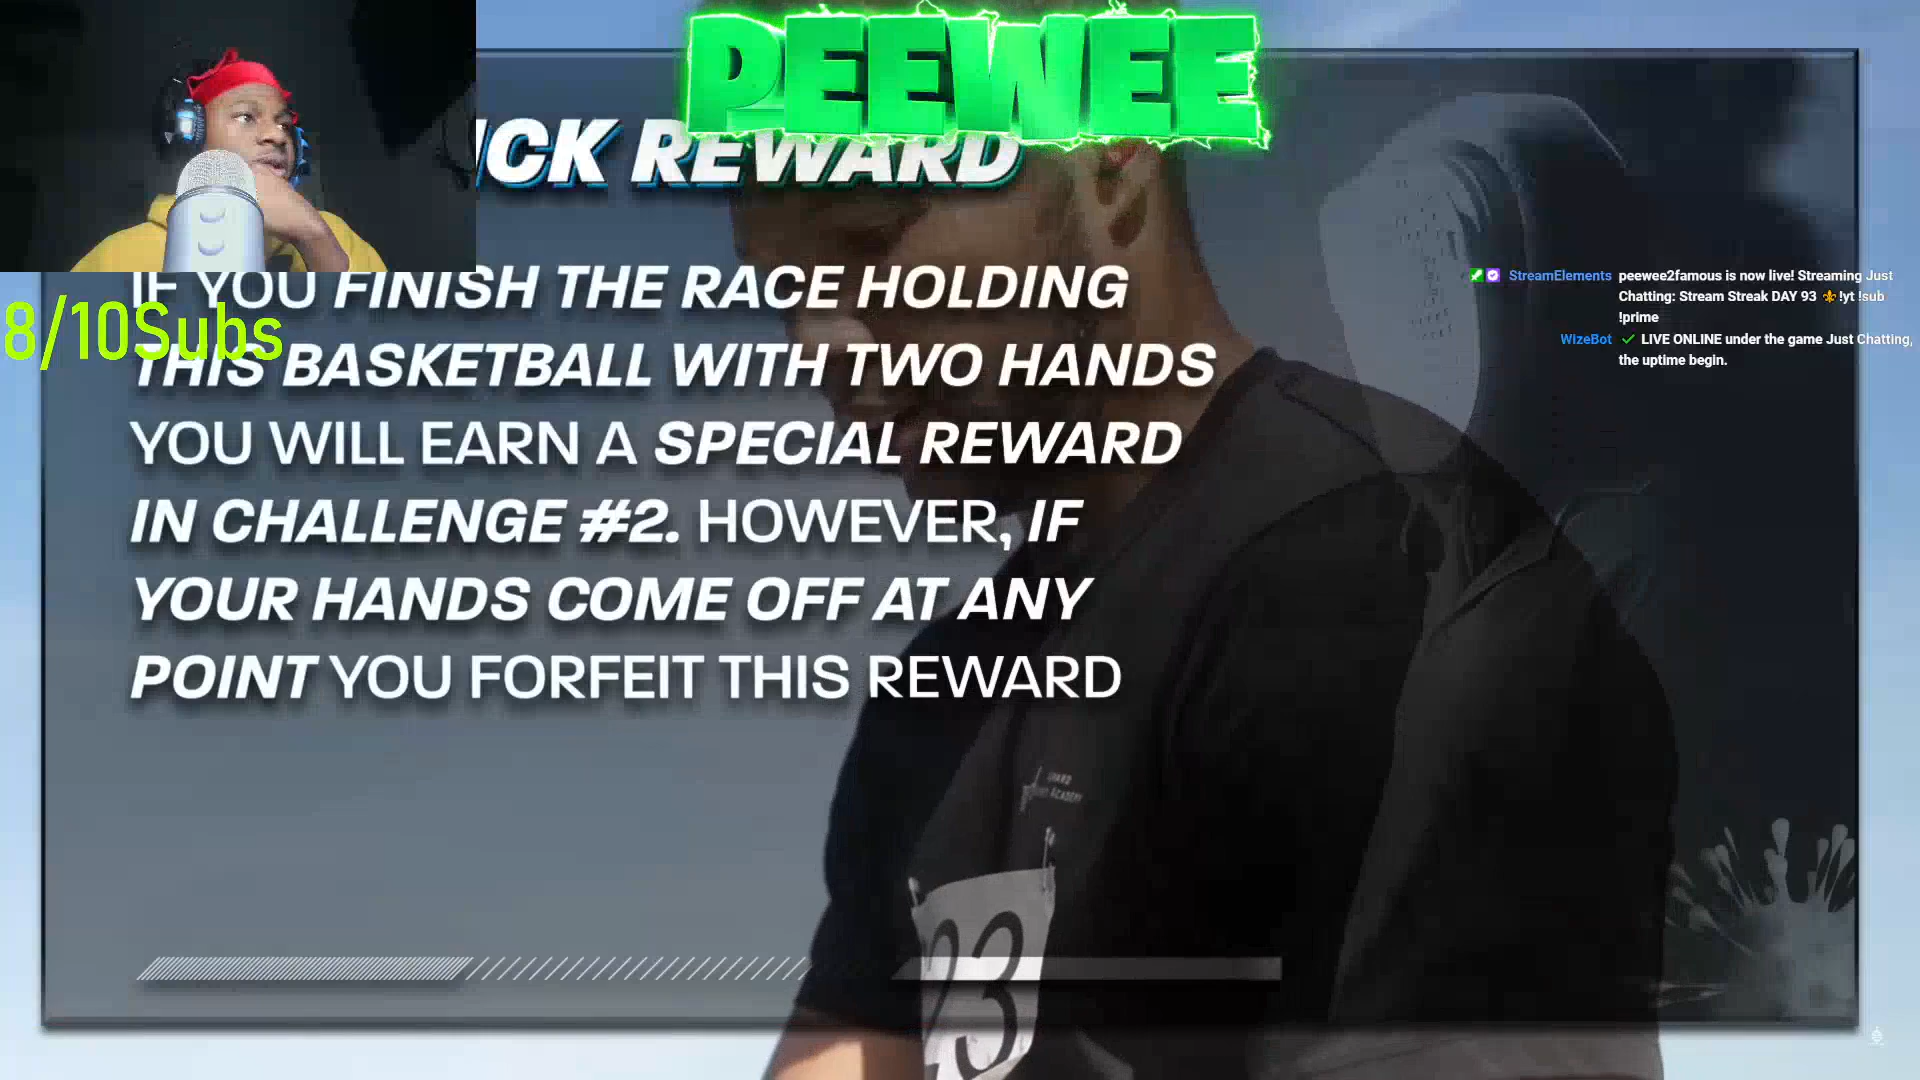 PEEWEE
ICK REWARD
IF YOU FINISH THE RACE HOLDING
THIS BASKETBALL WITH TWO HANDS
YOU WILL EARN A SPECIAL REWARD
IN CHALLENGE #2. HOWEVER, IF
YOUR HANDS COME OFF AT ANY
POINT YOU FORFEIT THIS REWARD
8/10Subs
StreamElements peewee2famous is now live! Streaming Just
Chatting: Stream Streak DAY 93 ⚜️ !yt !sub
!prime
WizeBot ✓ LIVE ONLINE under the game Just Chatting,
the uptime begin.
23